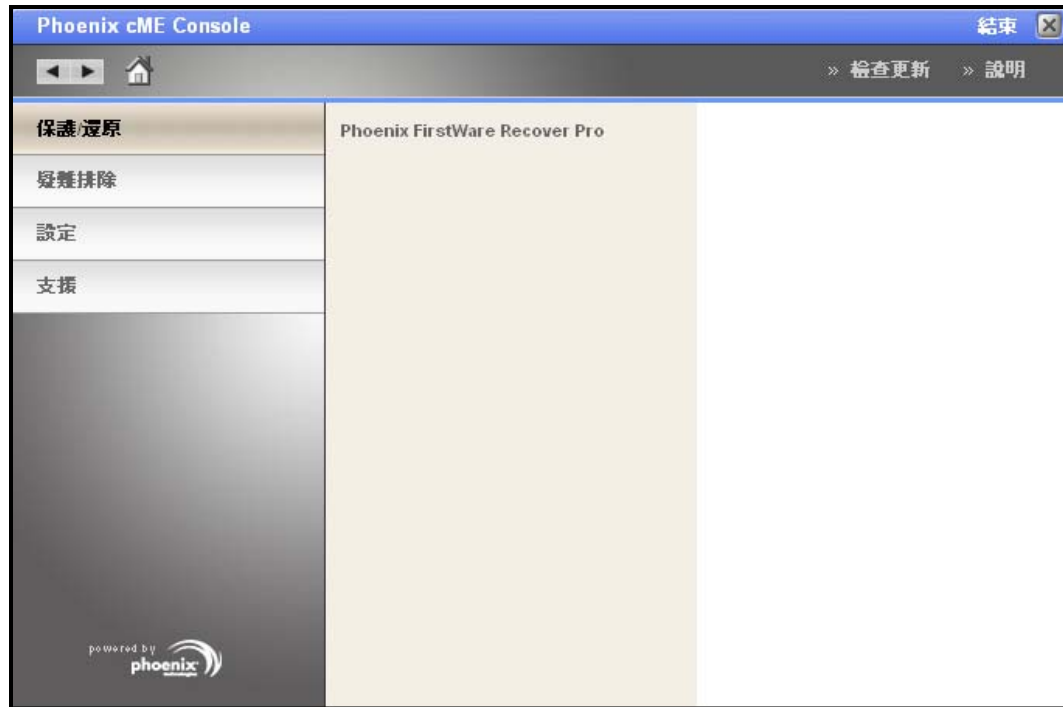 Phoenix cME Console 結束
» 檢查更新 » 說明
保護/還原
Phoenix FirstWare Recover Pro
疑難排除
設定
支援
powered by
phoenix
technologies